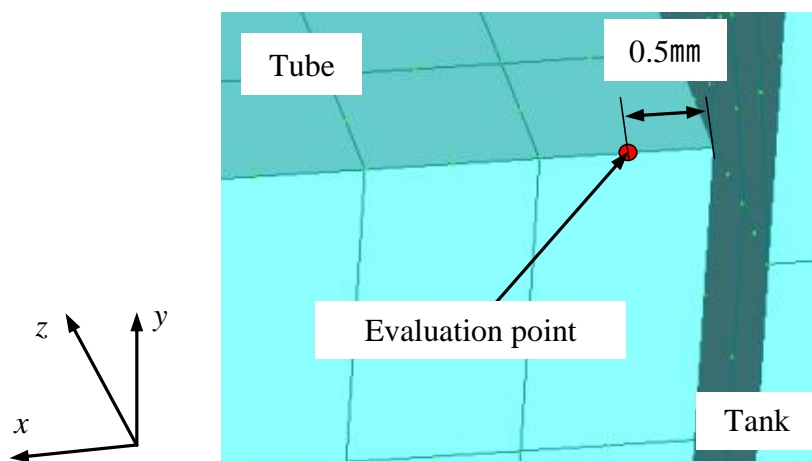 Tube
0.5㎜
Evaluation point
z
y
x
Tank